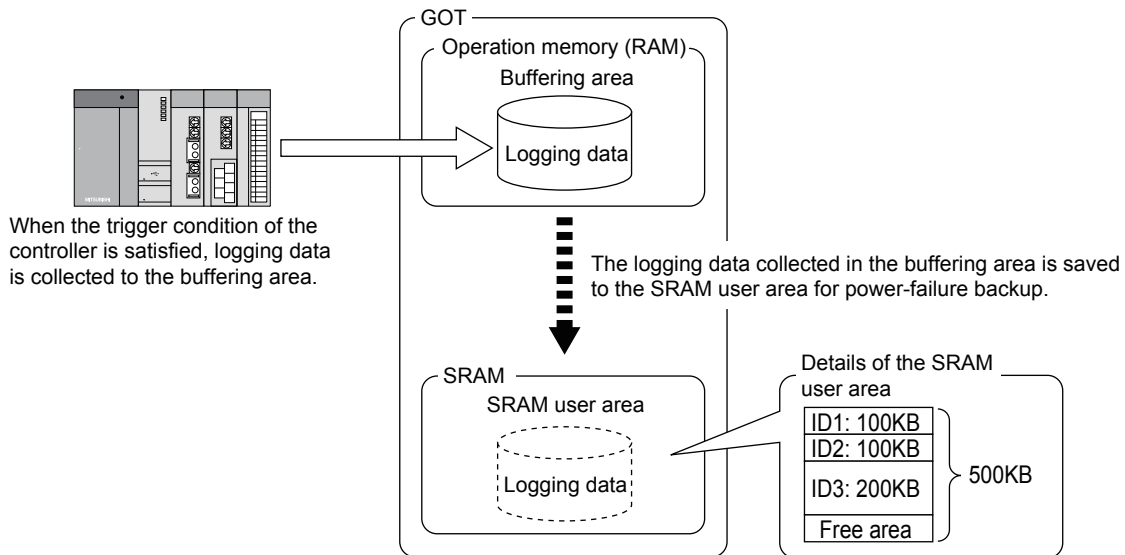 GOT
Operation memory (RAM)
Buffering area
Logging data
MITSUBISHI
When the trigger condition of the
controller is satisfied, logging data
is collected to the buffering area.
The logging data collected in the buffering area is saved
to the SRAM user area for power-failure backup.
SRAM
SRAM user area
Logging data
Details of the SRAM
user area
ID1: 100KB
ID2: 100KB
ID3: 200KB
Free area
500KB